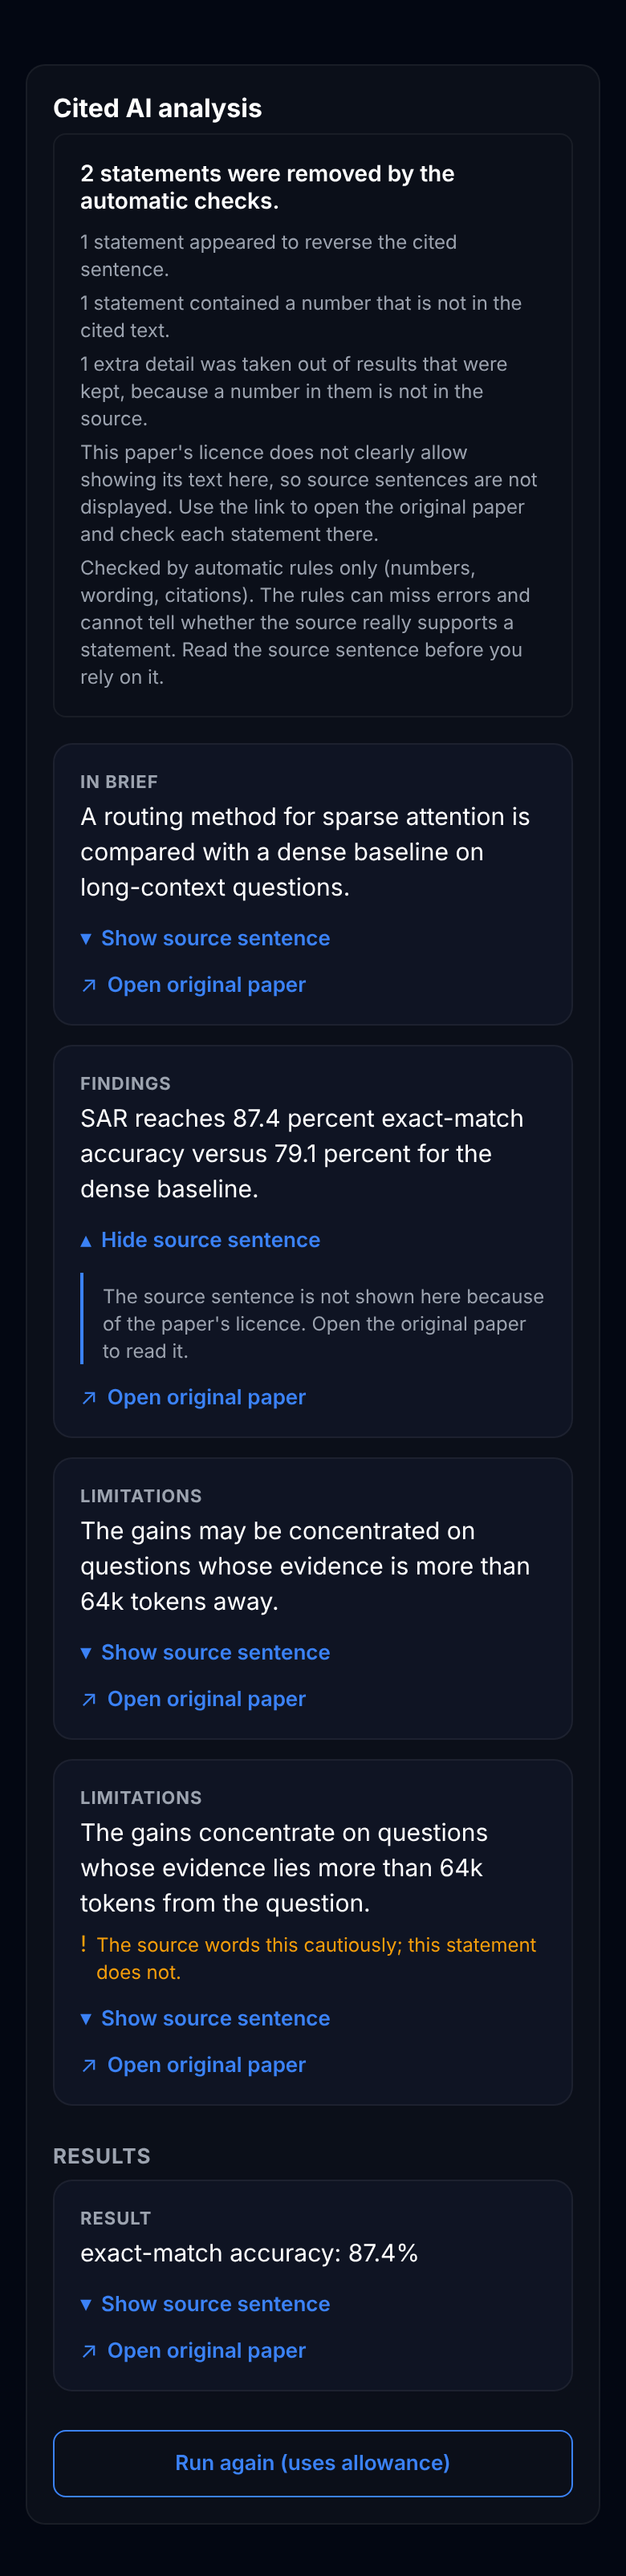 Cited AI analysis
2 statements were removed by the
automatic checks.
1 statement appeared to reverse the cited
sentence.
1 statement contained a number that is not in the
cited text.
1 extra detail was taken out of results that were
kept, because a number in them is not in the
source.
This paper's licence does not clearly allow
showing its text here, so source sentences are not
displayed. Use the link to open the original paper
and check each statement there.
Checked by automatic rules only (numbers,
wording, citations). The rules can miss errors and
cannot tell whether the source really supports a
statement. Read the source sentence before you
rely on it.
IN BRIEF
A routing method for sparse attention is
compared with a dense baseline on
long-context questions.
▼ Show source sentence
↗ Open original paper
FINDINGS
SAR reaches 87.4 percent exact-match
accuracy versus 79.1 percent for the
dense baseline.
▲ Hide source sentence
The source sentence is not shown here because
of the paper's licence. Open the original paper
to read it.
↗ Open original paper
LIMITATIONS
The gains may be concentrated on
questions whose evidence is more than
64k tokens away.
▼ Show source sentence
↗ Open original paper
LIMITATIONS
The gains concentrate on questions
whose evidence lies more than 64k
tokens from the question.
! The source words this cautiously; this statement
does not.
▼ Show source sentence
↗ Open original paper
RESULTS
RESULT
exact-match accuracy: 87.4%
▼ Show source sentence
↗ Open original paper
Run again (uses allowance)